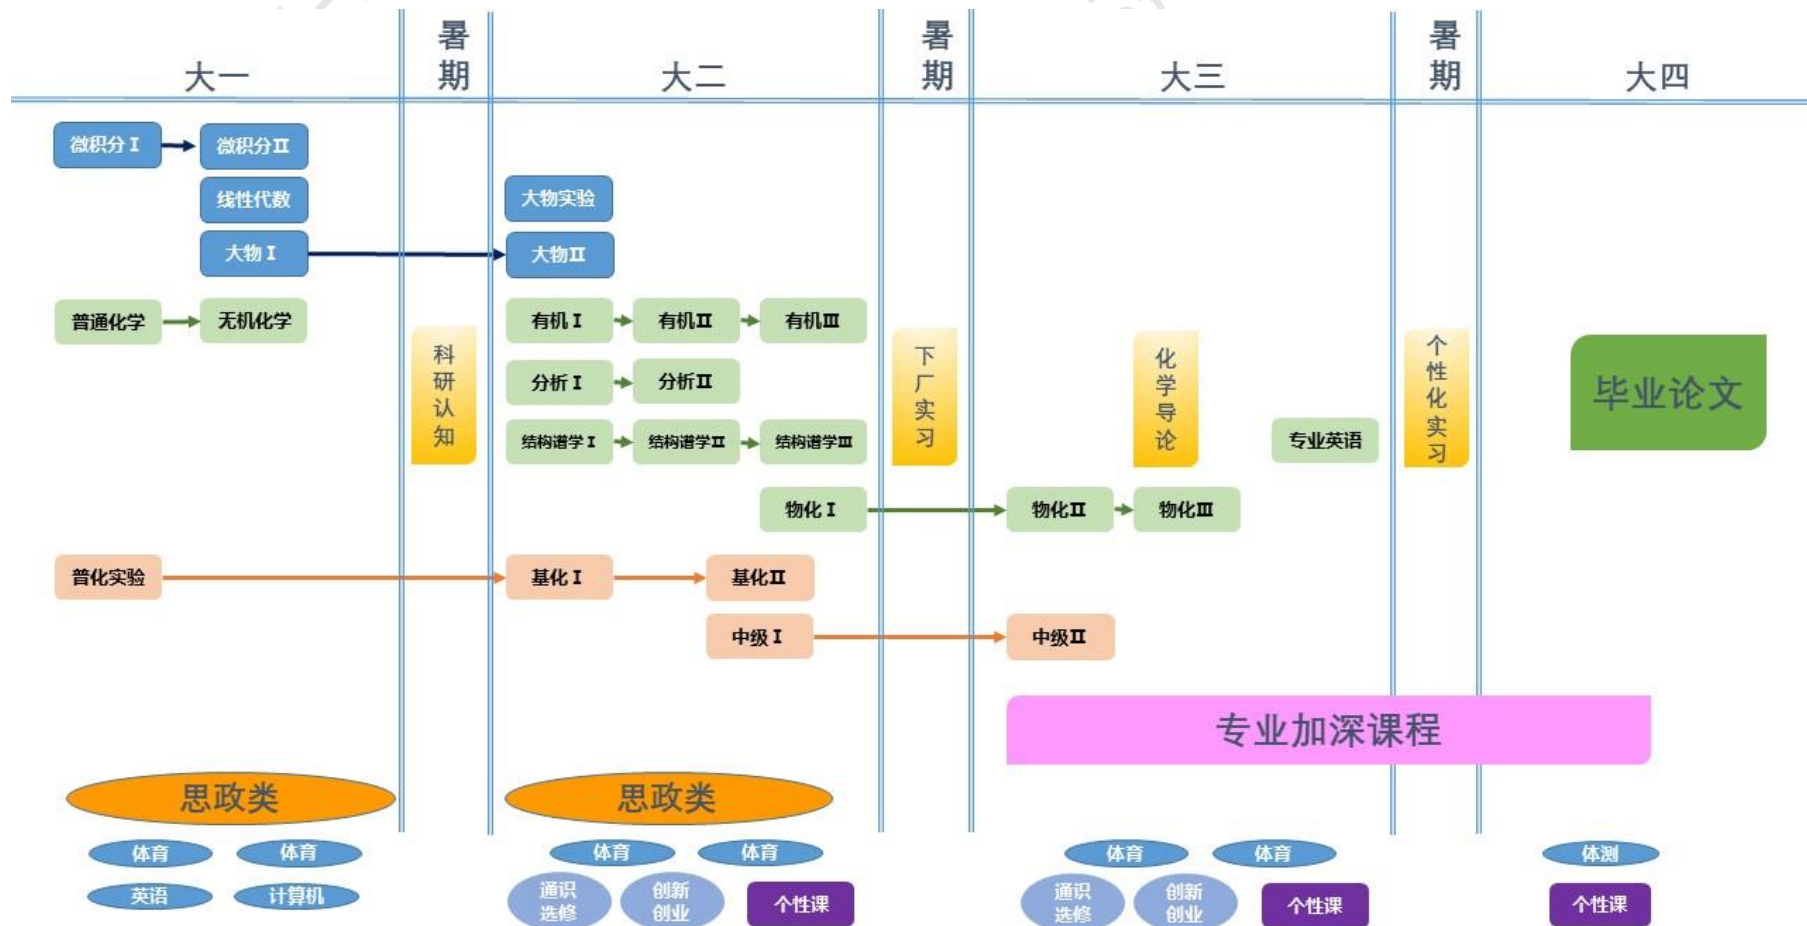 大一
暑期
大二
暑期
大三
暑期
大四
微积分Ⅰ
微积分Ⅱ
线性代数
大物Ⅰ
大物实验
大物Ⅱ
普通化学
无机化学
有机Ⅰ
有机Ⅱ
有机Ⅲ
分析Ⅰ
分析Ⅱ
结构谱学Ⅰ
结构谱学Ⅱ
结构谱学Ⅲ
科研认知
下厂实习
化学导论
专业英语
个性化实习
毕业论文
物化Ⅰ
物化Ⅱ
物化Ⅲ
普化实验
基化Ⅰ
基化Ⅱ
中级Ⅰ
中级Ⅱ
专业加深课程
思政类
思政类
体育
体育
体育
体育
体育
体育
体测
英语
计算机
通识
选修
创新
创业
个性课
通识
选修
创新
创业
个性课
个性课